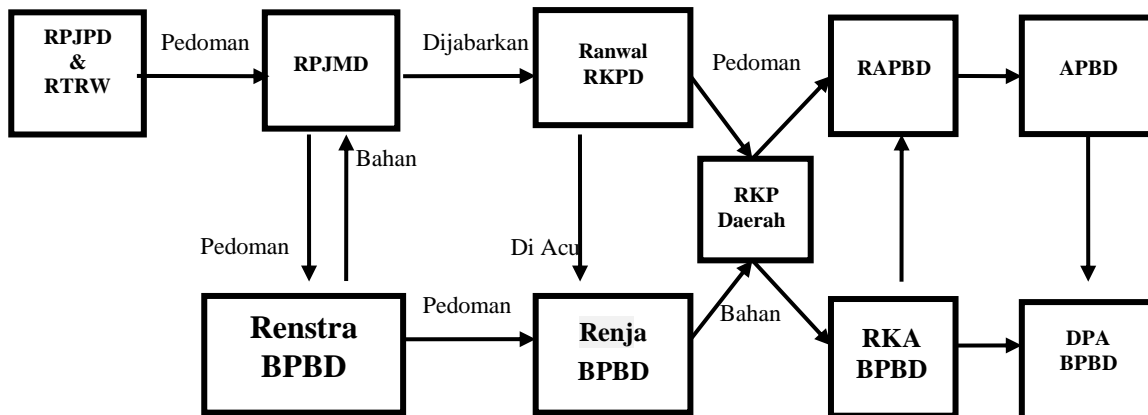 RPJPD
&
RTRW
Pedoman
RPJMD
Dijabarkan
Ranwal
RKPD
Pedoman
RAPBD
APBD
Bahan
RKP
Daerah
Pedoman
Di Acu
Renstra
BPBD
Pedoman
Renja
BPBD
Bahan
RKA
BPBD
DPA
BPBD